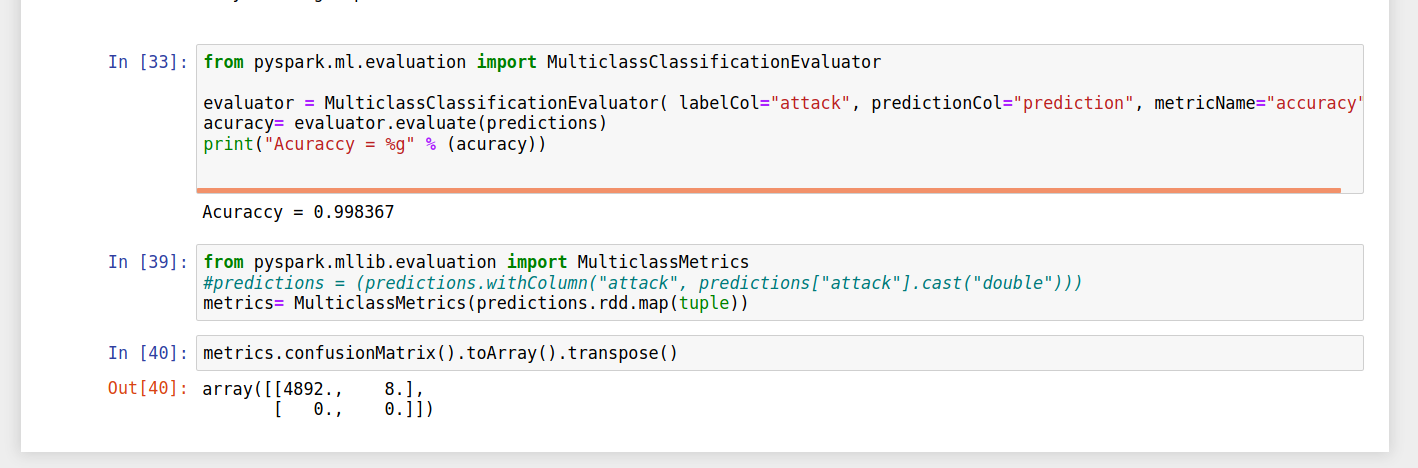 In [33]: from pyspark.ml.evaluation import MulticlassClassificationEvaluator
evaluator = MulticlassClassificationEvaluator( labelCol="attack", predictionCol="prediction", metricName="accuracy"
acuracy= evaluator.evaluate(predictions)
print("Acuraccy = %g" % (acuracy))
Acuraccy = 0.998367
In [39]: from pyspark.mllib.evaluation import MulticlassMetrics
#predictions = (predictions.withColumn("attack", predictions["attack"].cast("double")))
metrics= MulticlassMetrics(predictions.rdd.map(tuple))
In [40]: metrics.confusionMatrix().toArray().transpose()
Out[40]: array([[4892.,    8.],
       [   0.,    0.]])